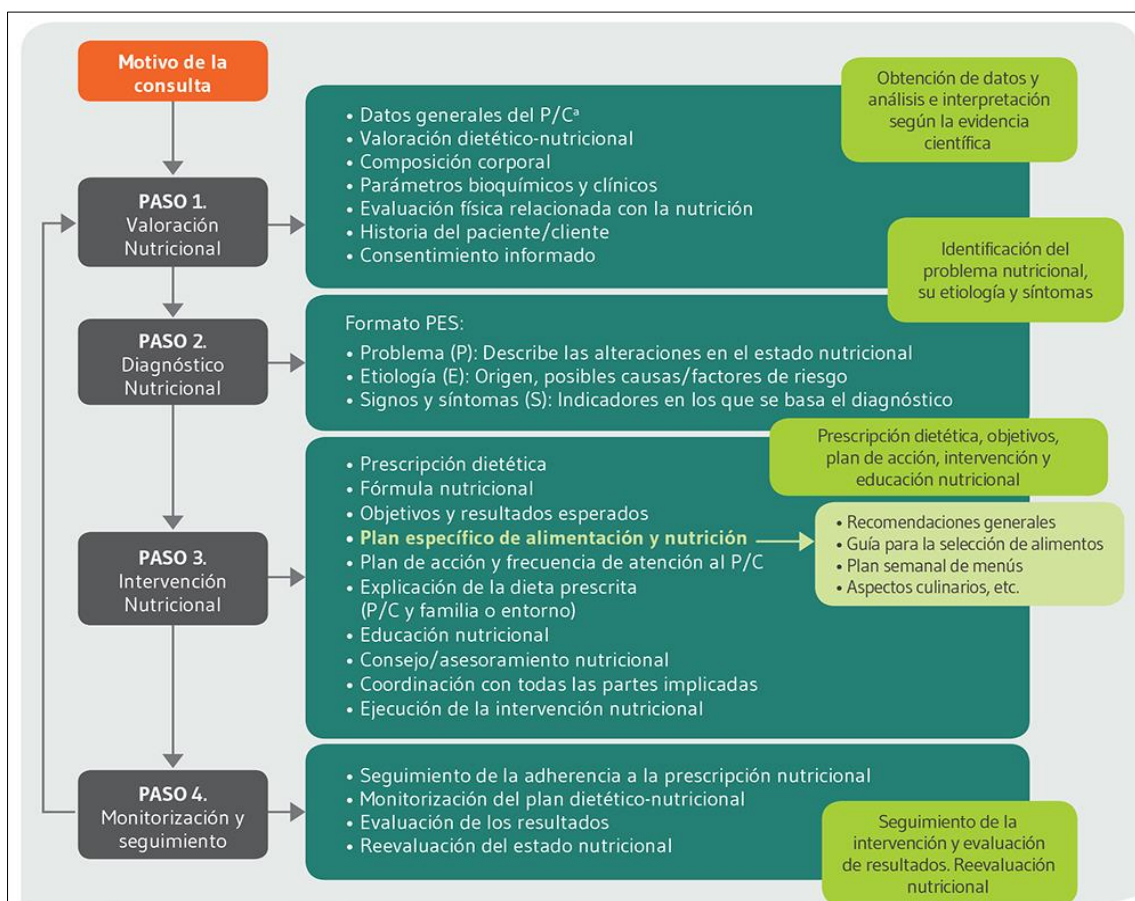 Motivo de la
consulta
• Datos generales del P/Cª
• Valoración dietético-nutricional
• Composición corporal
• Parámetros bioquímicos y clínicos
• Evaluación física relacionada con la nutrición
• Historia del paciente/cliente
• Consentimiento informado
Obtención de datos y
análisis e interpretación
según la evidencia
científica
PASO 1.
Valoración
Nutricional
Identificación del
problema nutricional,
su etiología y síntomas
PASO 2.
Diagnóstico
Nutricional
Formato PES:
• Problema (P): Describe las alteraciones en el estado nutricional
• Etiología (E): Origen, posibles causas/factores de riesgo
• Signos y síntomas (S): Indicadores en los que se basa el diagnóstico
Prescripción dietética, objetivos,
plan de acción, intervención y
educación nutricional
PASO 3.
Intervención
Nutricional
• Prescripción dietética
• Fórmula nutricional
• Objetivos y resultados esperados
• Plan específico de alimentación y nutrición
• Plan de acción y frecuencia de atención al P/C
• Explicación de la dieta prescrita
(P/C y familia o entorno)
• Educación nutricional
• Consejo/asesoramiento nutricional
• Coordinación con todas las partes implicadas
• Ejecución de la intervención nutricional
• Recomendaciones generales
• Guía para la selección de alimentos
• Plan semanal de menús
• Aspectos culinarios, etc.
PASO 4.
Monitorización y
seguimiento
• Seguimiento de la adherencia a la prescripción nutricional
• Monitorización del plan dietético-nutricional
• Evaluación de los resultados
• Reevaluación del estado nutricional
Seguimiento de la
intervención y evaluación
de resultados. Reevaluación
nutricional